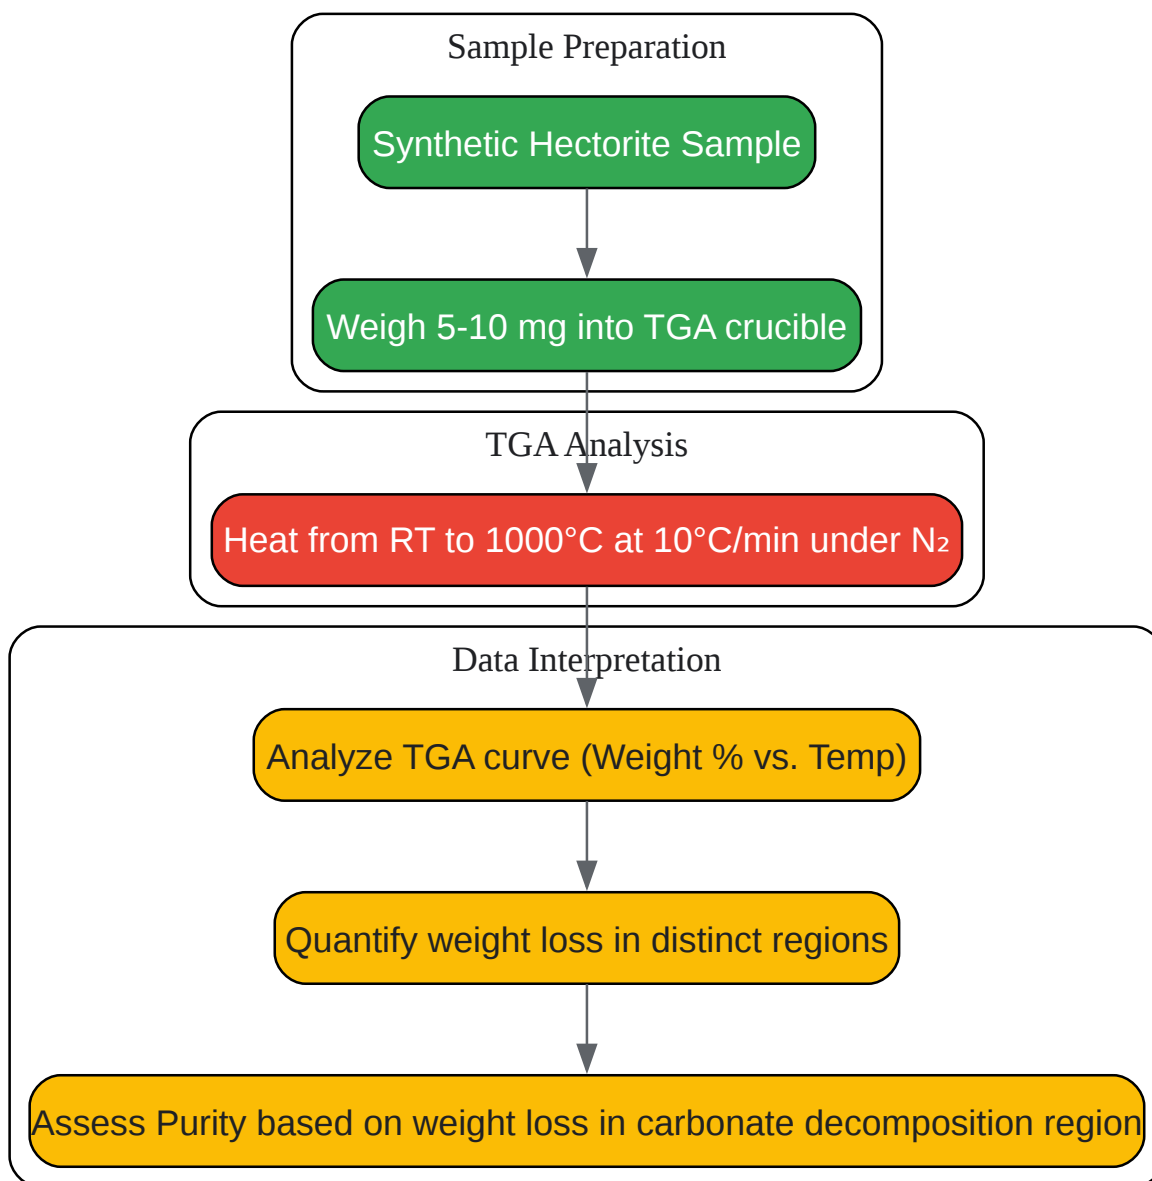 Sample Preparation
Synthetic Hectorite Sample
Weigh 5-10 mg into TGA crucible
TGA Analysis
Heat from RT to 1000°C at 10°C/min under N₂
Data Interpretation
Analyze TGA curve (Weight % vs. Temp)
Quantify weight loss in distinct regions
Assess Purity based on weight loss in carbonate decomposition region